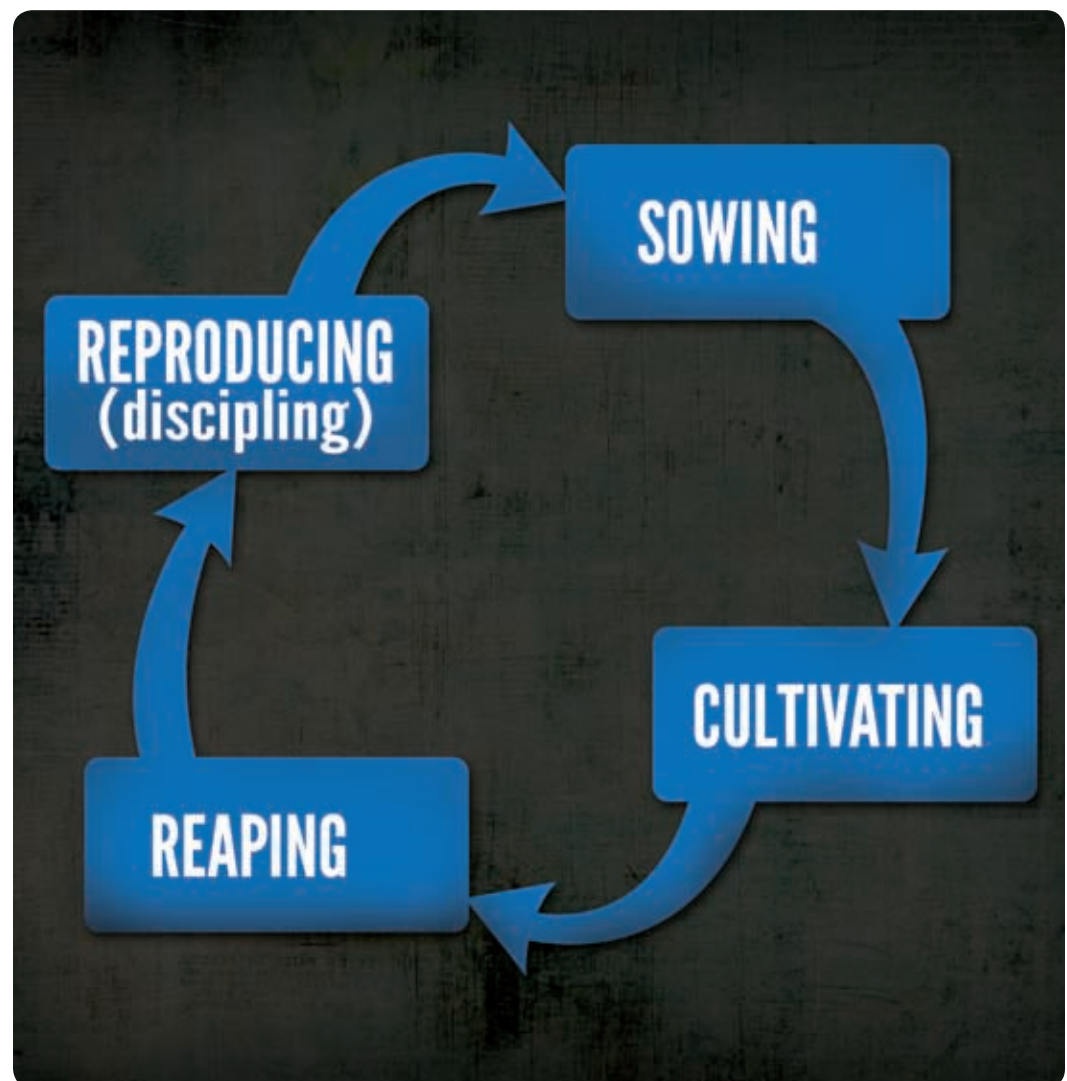 SOWING
REPRODUCING
(discipling)
CULTIVATING
REAPING